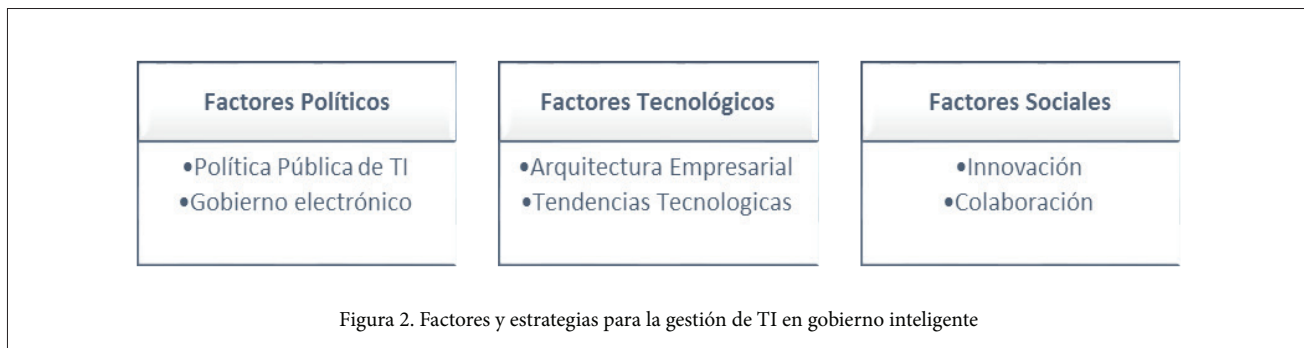 Factores Políticos
•Política Pública de TI
•Gobierno electrónico
Factores Tecnológicos
•Arquitectura Empresarial
•Tendencias Tecnologicas
Factores Sociales
•Innovación
•Colaboración
Figura 2. Factores y estrategias para la gestión de TI en gobierno inteligente